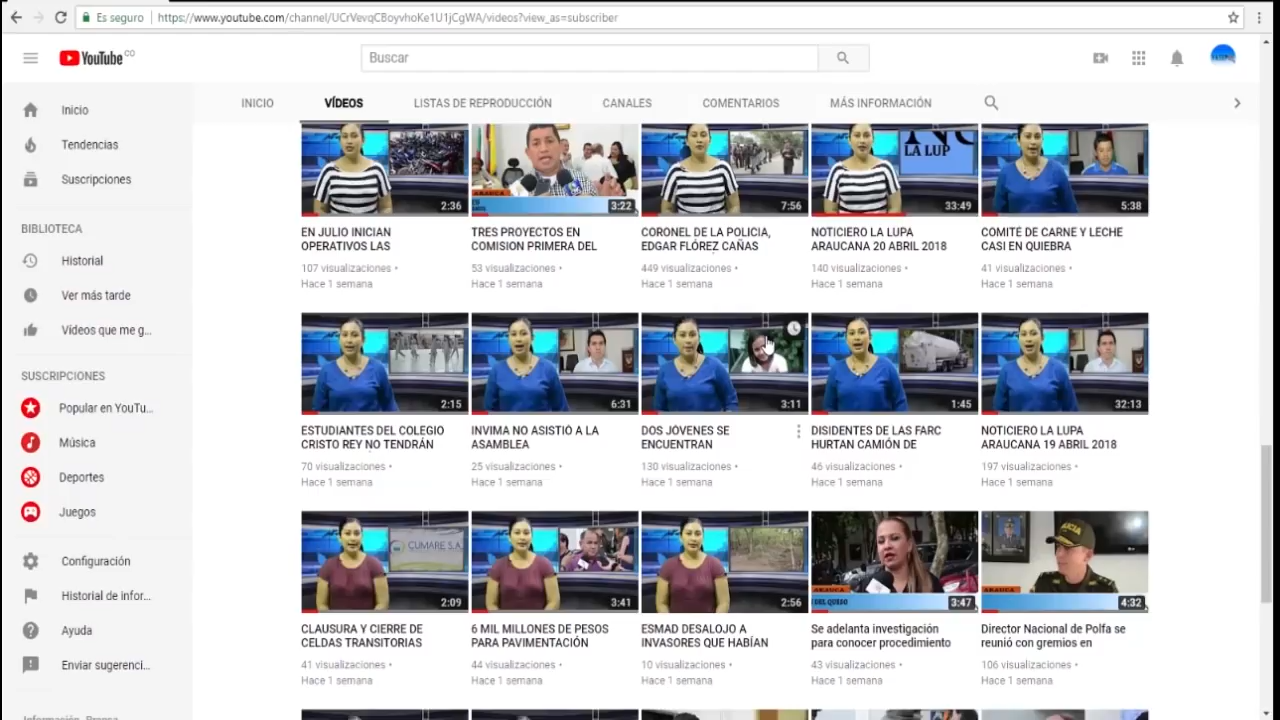 Es seguro https://www.youtube.com/channel/UCrVevqCBoyvhoKe1U1jCgWA/videos?view_as=subscriber
YouTube CO
Buscar
INICIO VÍDEOS LISTAS DE REPRODUCCIÓN CANALES COMENTARIOS MÁS INFORMACIÓN
Inicio
Tendencias
Suscripciones
BIBLIOTECA
Historial
Ver más tarde
Vídeos que me g...
SUSCRIPCIONES
Popular en YouTu...
Música
Deportes
Juegos
Configuración
Historial de infor...
Ayuda
Enviar sugerenci...
Información Prensa
2:36
EN JULIO INICIAN
OPERATIVOS LAS
107 visualizaciones •
Hace 1 semana
ARAUCA
3:22
TRES PROYECTOS EN
COMISION PRIMERA DEL
53 visualizaciones •
Hace 1 semana
7:56
CORONEL DE LA POLICIA,
EDGAR FLÓREZ CAÑAS
449 visualizaciones •
Hace 1 semana
LA LUP
33:49
NOTICIERO LA LUPA
ARAUCANA 20 ABRIL 2018
140 visualizaciones •
Hace 1 semana
5:38
COMITÉ DE CARNE Y LECHE
CASI EN QUIEBRA
41 visualizaciones •
Hace 1 semana
2:15
ESTUDIANTES DEL COLEGIO
CRISTO REY NO TENDRÁN
70 visualizaciones •
Hace 1 semana
6:31
INVIMA NO ASISTIÓ A LA
ASAMBLEA
25 visualizaciones •
Hace 1 semana
3:11
DOS JÓVENES SE
ENCUENTRAN
130 visualizaciones •
Hace 1 semana
1:45
DISIDENTES DE LAS FARC
HURTAN CAMIÓN DE
46 visualizaciones •
Hace 1 semana
32:13
NOTICIERO LA LUPA
ARAUCANA 19 ABRIL 2018
197 visualizaciones •
Hace 1 semana
CUMARE S.A.
2:09
CLAUSURA Y CIERRE DE
CELDAS TRANSITORIAS
41 visualizaciones •
Hace 1 semana
3:41
6 MIL MILLONES DE PESOS
PARA PAVIMENTACIÓN
44 visualizaciones •
Hace 1 semana
2:56
ESMAD DESALOJO A
INVASORES QUE HABÍAN
10 visualizaciones •
Hace 1 semana
ARAUCA
DEL QUESO
3:47
Se adelanta investigación
para conocer procedimiento
43 visualizaciones •
Hace 1 semana
POLICIA
ARAUCA
4:32
Director Nacional de Polfa se
reunió con gremios en
106 visualizaciones •
Hace 1 semana